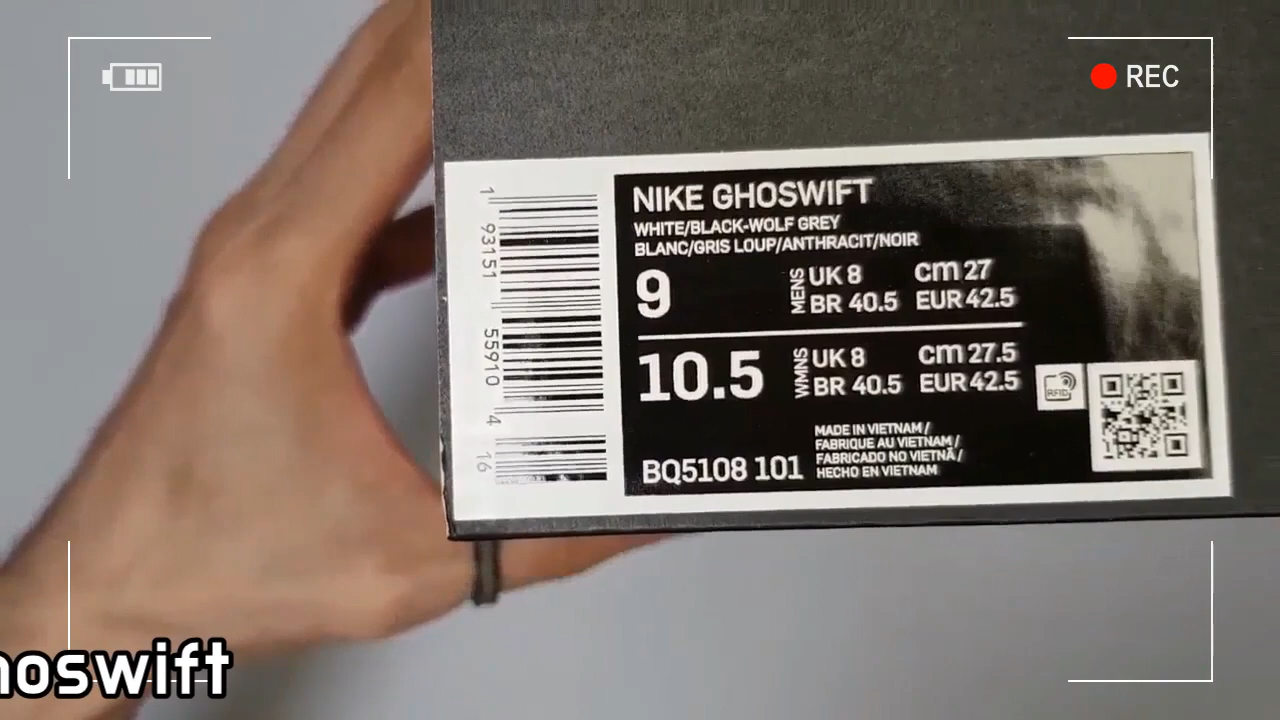 REC
NIKE GHOSWIFT
WHITE/BLACK-WOLF GREY
BLANC/GRIS LOUP/ANTHRACIT/NOIR
9
MENS
UK 8 CM 27
BR 40.5 EUR 42.5
10.5
WMNS
UK 8 CM 27.5
BR 40.5 EUR 42.5
BQ5108 101
MADE IN VIETNAM /
FABRIQUE AU VIETNAM /
FABRICADO NO VIETNÃ /
HECHO EN VIETNAM
RFID
1 93151 55910 4 16
hoswift